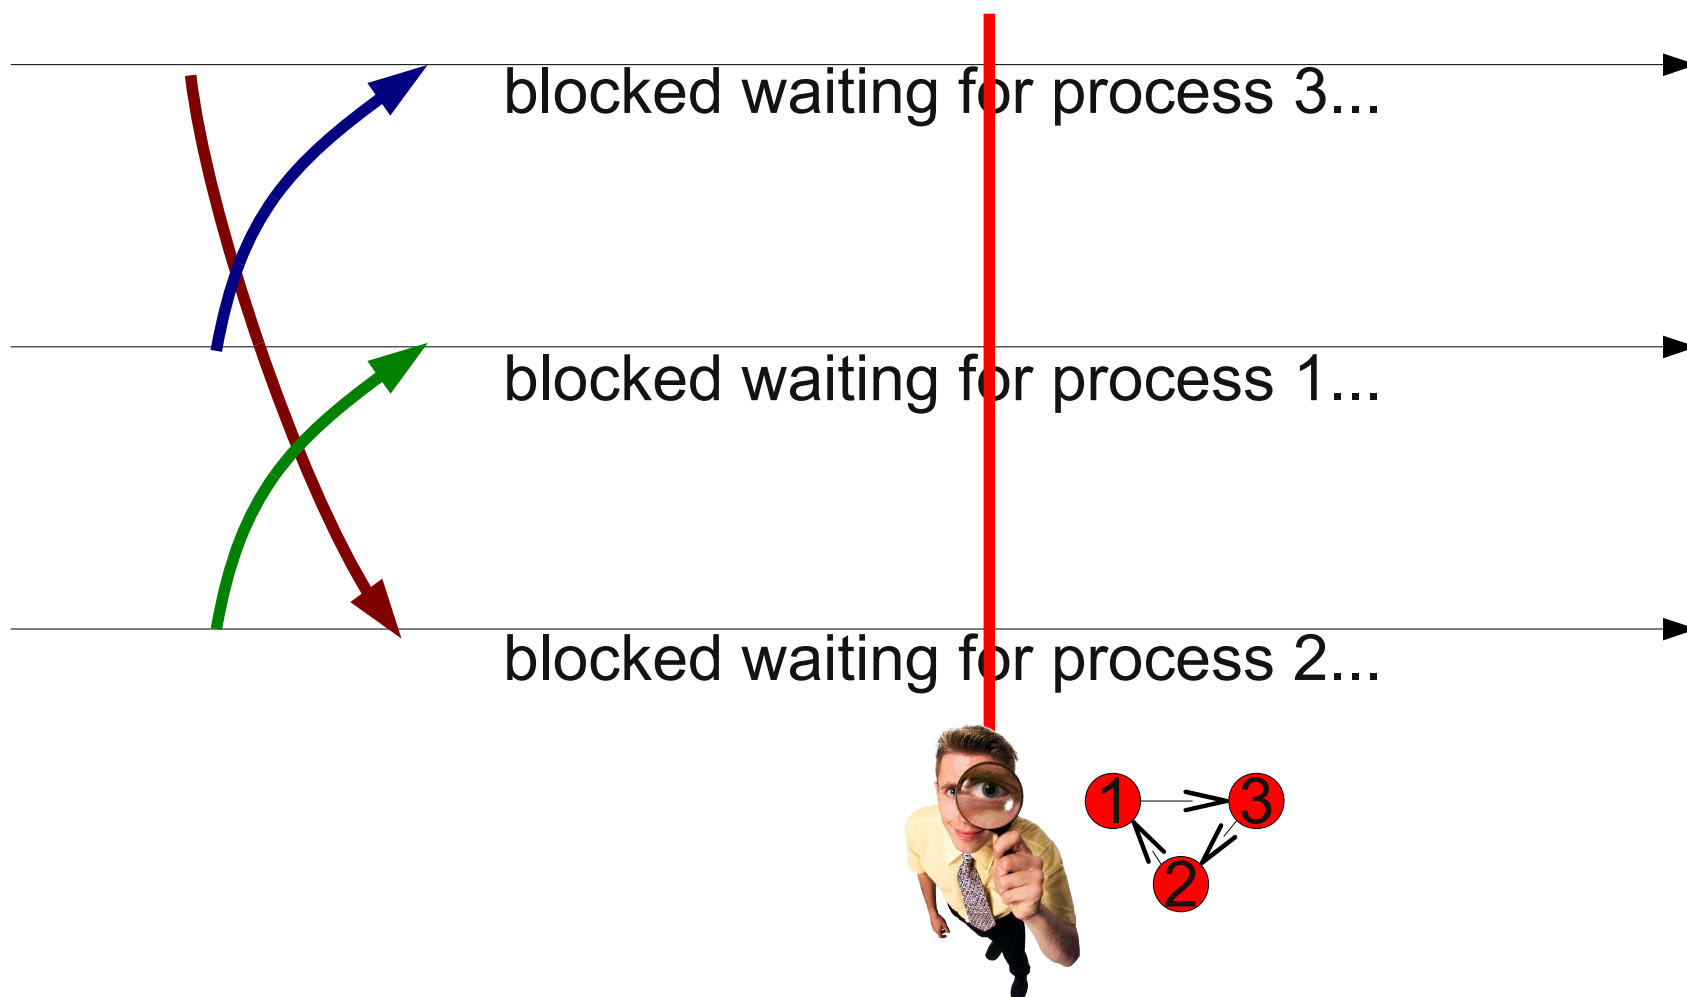 blocked waiting for process 3...
blocked waiting for process 1...
blocked waiting for process 2...
1 3
2